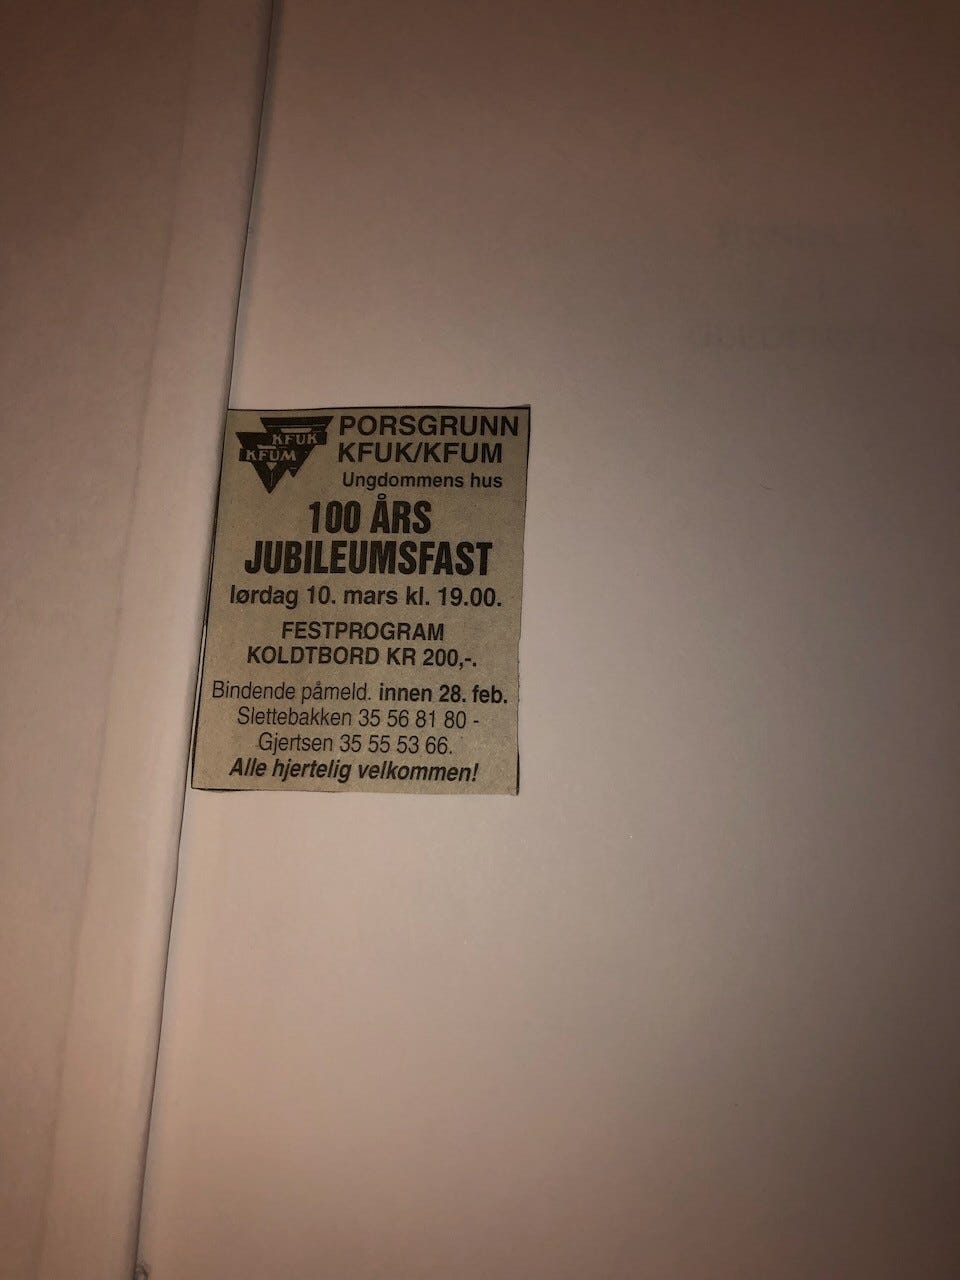 KFUK
KFUM
PORSGRUNN
KFUK/KFUM
Ungdommens hus
100 ÅRS
JUBILEUMSFAST
lørdag 10. mars kl. 19.00.
FESTPROGRAM
KOLDTBORD KR 200,-.
Bindende påmeld. innen 28. feb.
Slettebakken 35 56 81 80 -
Gjertsen 35 55 53 66.
Alle hjertelig velkommen!